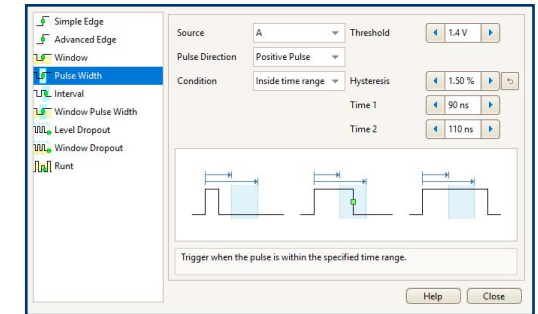 Simple Edge
Advanced Edge
Window
Pulse Width
Interval
Window Pulse Width
Level Dropout
Window Dropout
Runt
Source A Threshold 1.4 V
Pulse Direction Positive Pulse
Condition Inside time range Hysteresis 1.50 %
Time 1 90 ns
Time 2 110 ns
Trigger when the pulse is within the specified time range.
Help Close